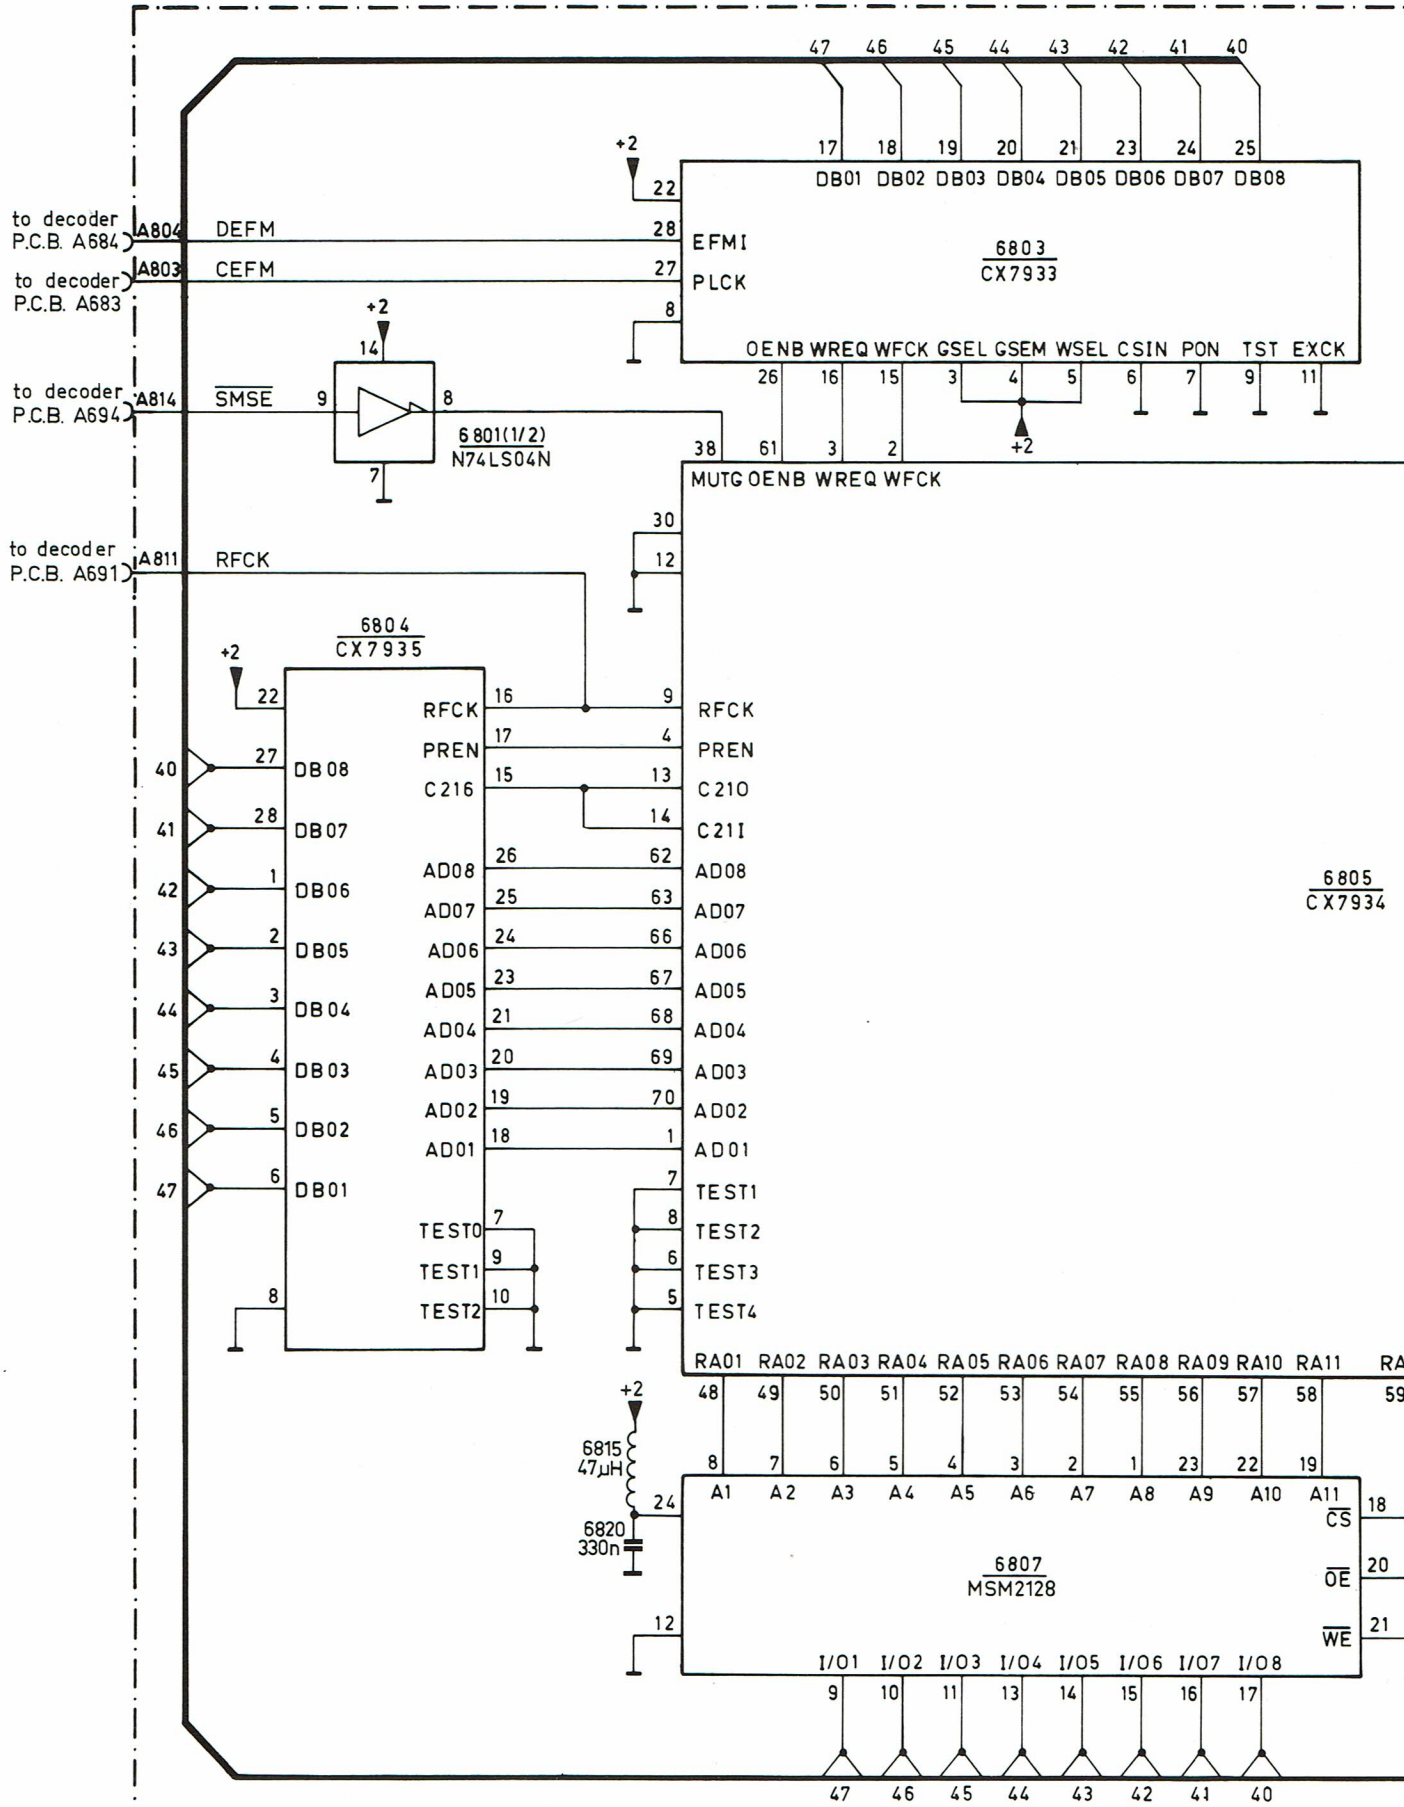 47 46 45 44 43 42 41 40
17 18 19 20 21 23 24 25
DB01 DB02 DB03 DB04 DB05 DB06 DB07 DB08
+2
22
to decoder
P.C.B. A684
A804 DEFM
28 EFMI
to decoder
P.C.B. A683
A803 CEFM
27 PLCK
8
6803
CX7933
OENB WREQ WFCK GSEL GSEM WSEL CSIN PON TST EXCK
26 16 15 3 4 5 6 7 9 11
+2
+2
14
to decoder
P.C.B. A694
A814 SMSE
9 8
7
6801(1/2)
N74LS04N
38 61 3 2
MUTG OENB WREQ WFCK
30
12
to decoder
P.C.B. A691
A811 RFCK
6804
CX7935
+2
22
RFCK 16 9 RFCK
PREN 17 4 PREN
40 27 DB08
C216 15 13 C210
41 28 DB07
14 C21I
AD08 26 62 AD08
42 1 DB06
AD07 25 63 AD07
6805
CX7934
43 2 DB05
AD06 24 66 AD06
AD05 23 67 AD05
44 3 DB04
AD04 21 68 AD04
45 4 DB03
AD03 20 69 AD03
46 5 DB02
AD02 19 70 AD02
AD01 18 1 AD01
47 6 DB01
7 TEST1
TEST0 7
8 TEST2
TEST1 9
6 TEST3
8
TEST2 10
5 TEST4
RA01 RA02 RA03 RA04 RA05 RA06 RA07 RA08 RA09 RA10 RA11 RA
48 49 50 51 52 53 54 55 56 57 58 59
+2
6815
47µH
8 7 6 5 4 3 2 1 23 22 19
A1 A2 A3 A4 A5 A6 A7 A8 A9 A10 A11
24
6820
330n
CS 18
6807
MSM2128
OE 20
12
WE 21
I/O1 I/O2 I/O3 I/O4 I/O5 I/O6 I/O7 I/O8
9 10 11 13 14 15 16 17
47 46 45 44 43 42 41 40